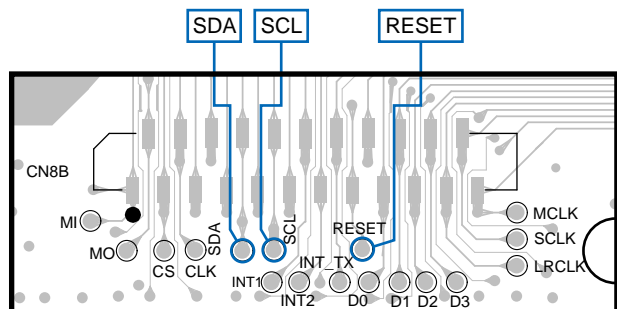 SDA SCL RESET
CN8B
MI
MO
CS CLK
SDA
SCL
RESET
INT_TX
INT1
INT2 D0 D1 D2 D3
MCLK
SCLK
LRCLK